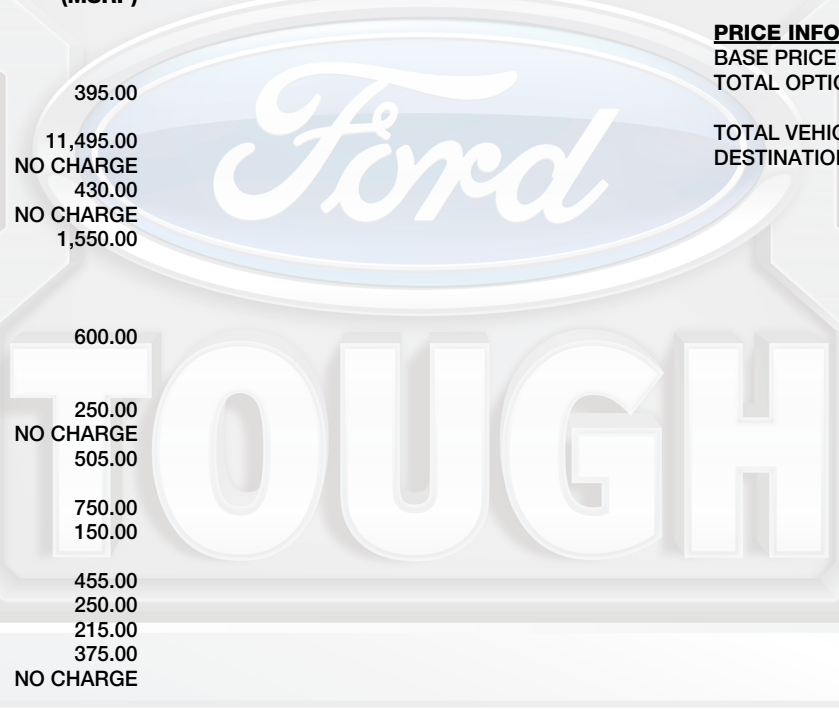 (MSRP)
395.00
11,495.00
NO CHARGE
430.00
NO CHARGE
1,550.00
600.00
250.00
NO CHARGE
505.00
750.00
150.00
455.00
250.00
215.00
375.00
NO CHARGE
PRICE INFO
BASE PRICE
TOTAL OPTIO
TOTAL VEHIC
DESTINATION
Ford
TOUGH